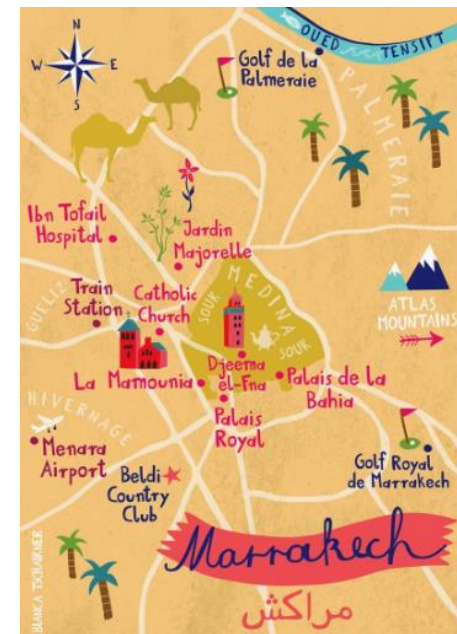 N
W
E
S
OUED TENSIFT
Golf de la
Palmeraie
PALMERAIE
Ibn Tofail
Hospital
Jardin
Majorelle
GUELIZ
Train
Station
Catholic
Church
SOUK
MEDINA
SOUK
ATLAS
MOUNTAINS
La Mamounia
Djeema
el-Fna
Palais de la
Bahia
Palais
Royal
HIVERNAGE
Menara
Airport
Beldi
Country
Club
Golf Royal
de Marrakech
Marrakech
مراكش
BIANCA TSCHAIKNER